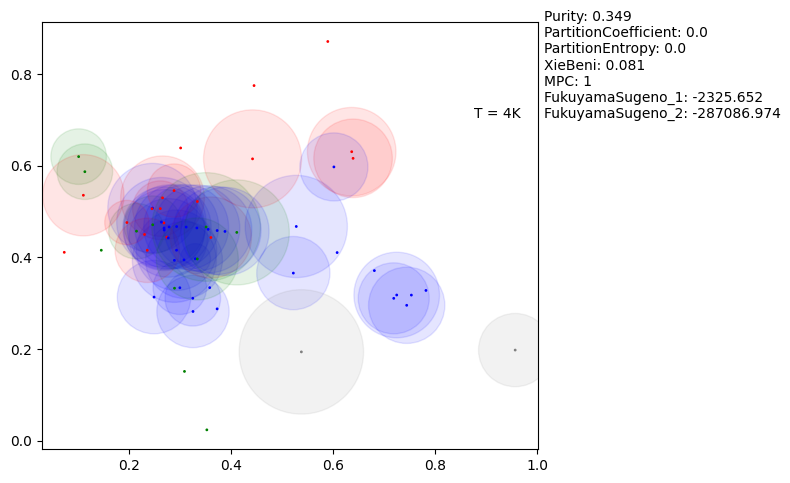 Purity: 0.349
PartitionCoefficient: 0.0
PartitionEntropy: 0.0
XieBeni: 0.081
MPC: 1
FukuyamaSugeno_1: -2325.652
FukuyamaSugeno_2: -287086.974
T = 4K
0.8
0.6
0.4
0.2
0.0
0.2
0.4
0.6
0.8
1.0